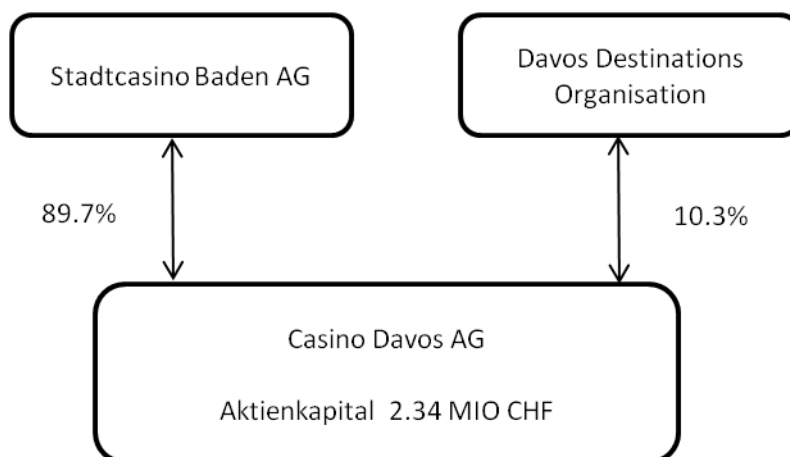 Stadtcasino Baden AG
Davos Destinations
Organisation
89.7%
10.3%
Casino Davos AG
Aktienkapital 2.34 MIO CHF